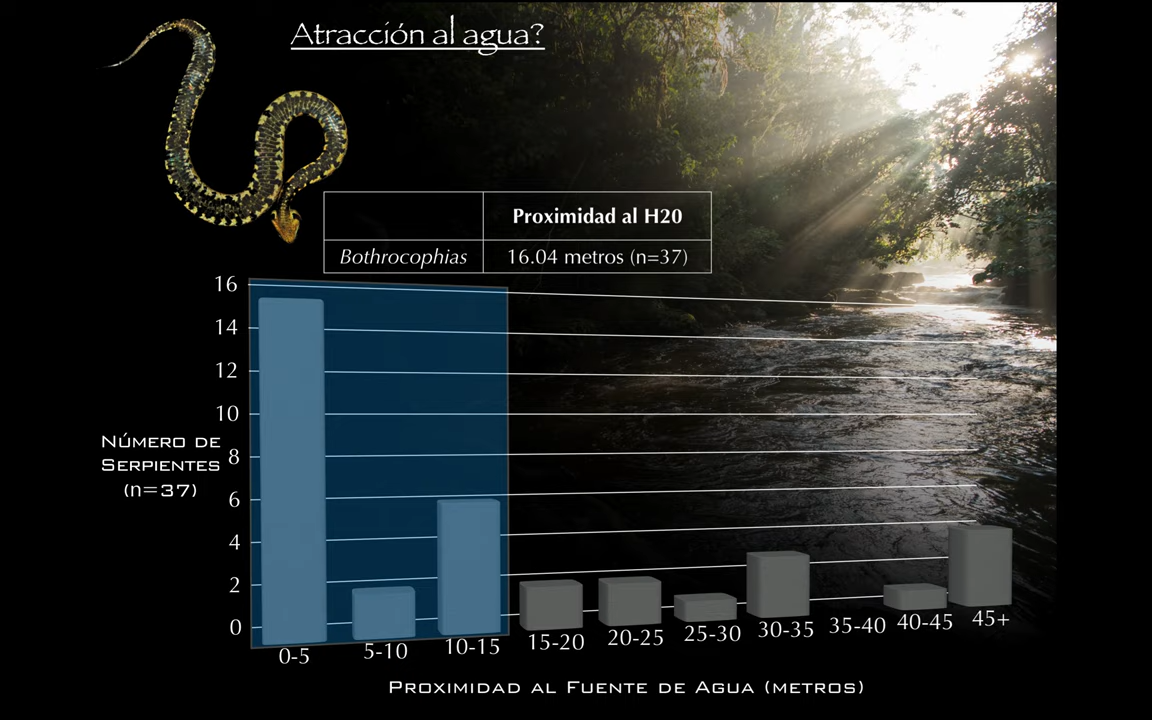 Atracción al agua?
Proximidad al H20
Bothrocophias 16.04 metros (n=37)
16
14
12
10
8
6
4
2
0
Número de
Serpientes
(n=37)
0-5 5-10 10-15 15-20 20-25 25-30 30-35 35-40 40-45 45+
Proximidad al Fuente de Agua (metros)